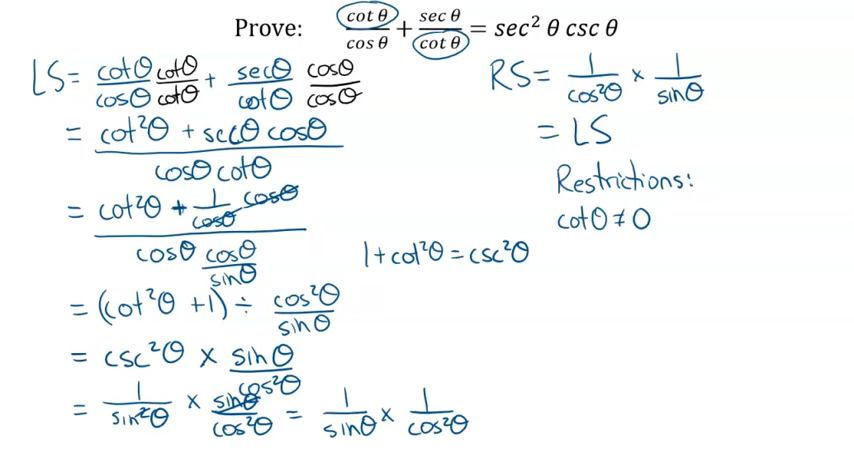 Prove: cot θ/cos θ + sec θ/cot θ = sec² θ csc θ
LS = cotθ/cosθ cotθ/cotθ + secθ/cotθ cosθ/cosθ
= cot²θ + secθ cosθ / cosθ cotθ
= cot²θ + 1/cosθ cosθ / cosθ cosθ/sinθ
= (cot²θ + 1) ÷ cos²θ/sinθ
= csc²θ × sinθ/cos²θ
= 1/sin²θ × sinθ/cos²θ = 1/sinθ × 1/cos²θ
1 + cot²θ = csc²θ
RS = 1/cos²θ × 1/sinθ
= LS
Restrictions:
cotθ ≠ 0